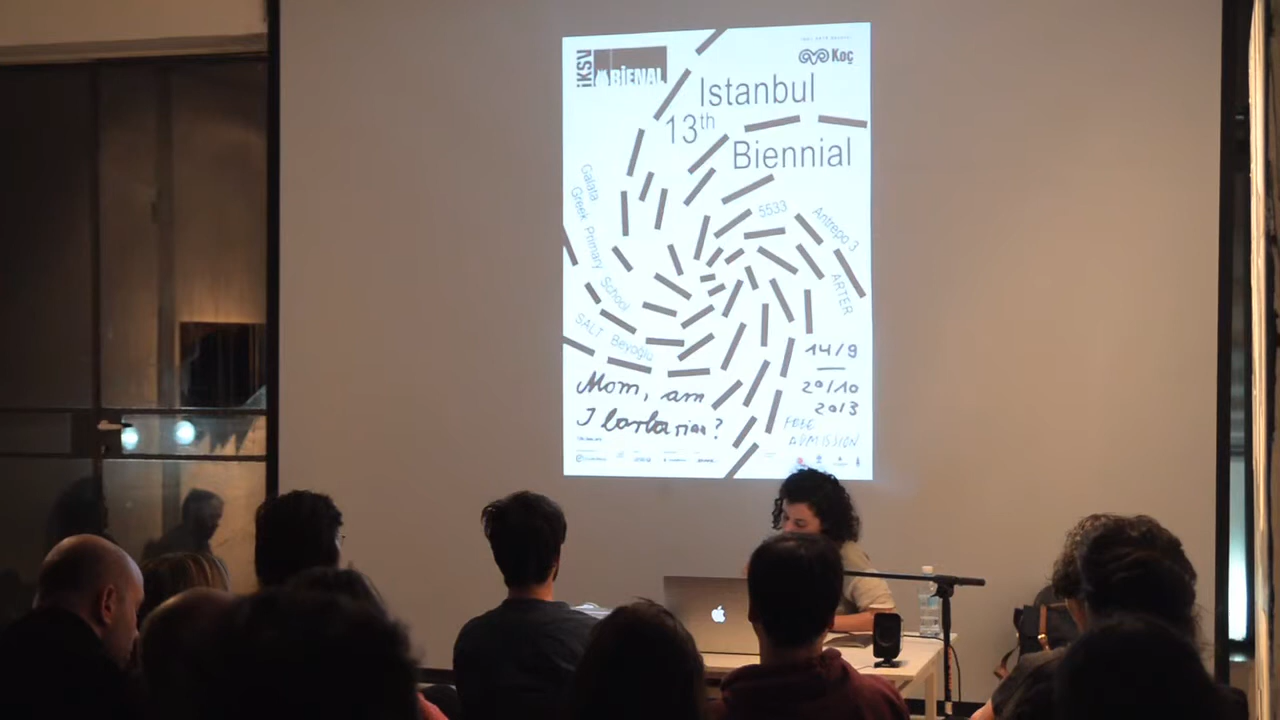 iKSV
BİENAL
Koç
Istanbul
13th
Biennial
Galata
Greek Primary School
5533
Antrepo 3
ARTER
SALT Beyoğlu
14/9
20/10
2013
Mom, am
I barbarian?
FREE
ADMISSION